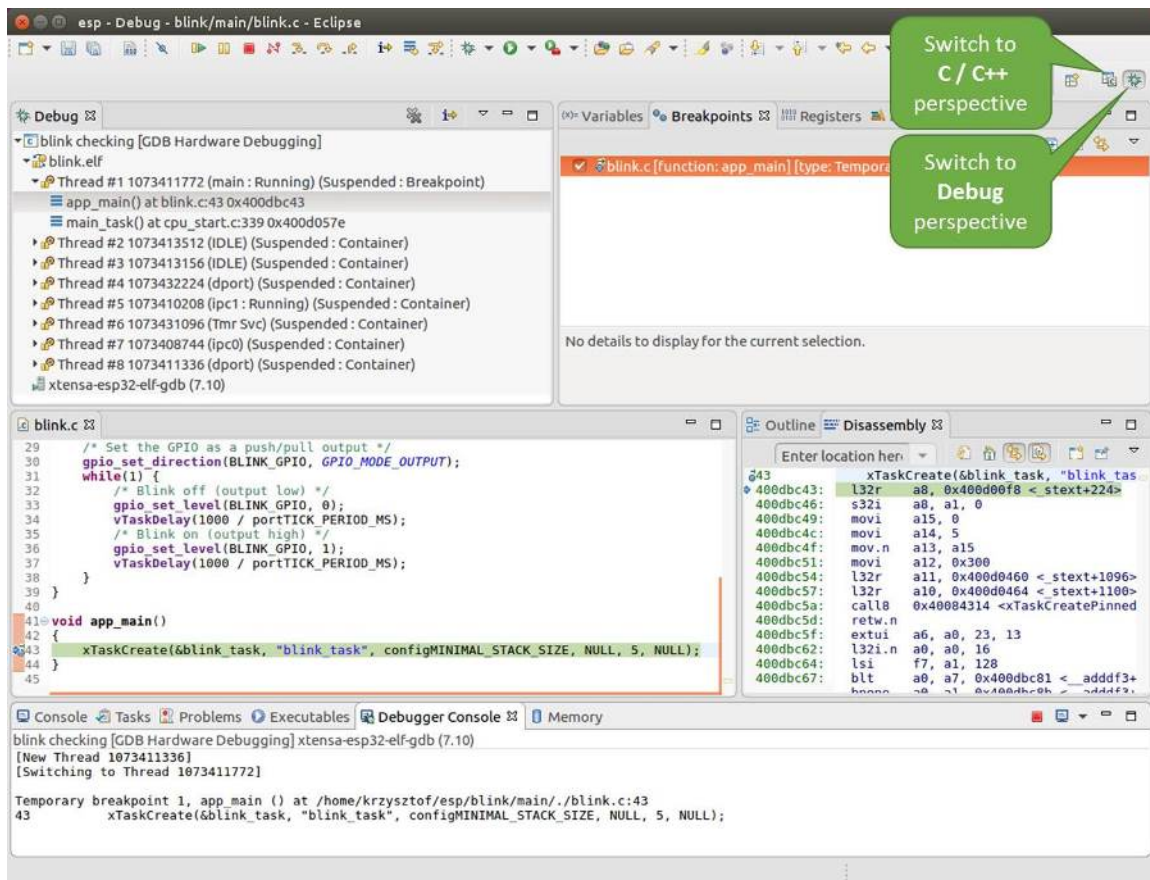 esp - Debug - blink/main/blink.c - Eclipse
Switch to
C / C++
perspective
Switch to
Debug
perspective
Debug
blink checking [GDB Hardware Debugging]
blink.elf
Thread #1 1073411772 (main : Running) (Suspended : Breakpoint)
app_main() at blink.c:43 0x400dbc43
main_task() at cpu_start.c:339 0x400d057e
Thread #2 1073413512 (IDLE) (Suspended : Container)
Thread #3 1073413156 (IDLE) (Suspended : Container)
Thread #4 1073432224 (dport) (Suspended : Container)
Thread #5 1073410208 (ipc1 : Running) (Suspended : Container)
Thread #6 1073431096 (Tmr Svc) (Suspended : Container)
Thread #7 1073408744 (ipc0) (Suspended : Container)
Thread #8 1073411336 (dport) (Suspended : Container)
xtensa-esp32-elf-gdb (7.10)
(x)= Variables Breakpoints Registers
blink.c [function: app_main] [type: Tempora
No details to display for the current selection.
blink.c
29 /* Set the GPIO as a push/pull output */
30 gpio_set_direction(BLINK_GPIO, GPIO_MODE_OUTPUT);
31 while(1) {
32 /* Blink off (output low) */
33 gpio_set_level(BLINK_GPIO, 0);
34 vTaskDelay(1000 / portTICK_PERIOD_MS);
35 /* Blink on (output high) */
36 gpio_set_level(BLINK_GPIO, 1);
37 vTaskDelay(1000 / portTICK_PERIOD_MS);
38 }
39 }
40
41 void app_main()
42 {
43 xTaskCreate(&blink_task, "blink_task", configMINIMAL_STACK_SIZE, NULL, 5, NULL);
44 }
45
Outline Disassembly
Enter location her
43 xTaskCreate(&blink_task, "blink_tas
400dbc43: l32r a8, 0x400d00f8 <_stext+224>
400dbc46: s32i a8, a1, 0
400dbc49: movi a15, 0
400dbc4c: movi a14, 5
400dbc4f: mov.n a13, a15
400dbc51: movi a12, 0x300
400dbc54: l32r a11, 0x400d0460 <_stext+1096>
400dbc57: l32r a10, 0x400d0464 <_stext+1100>
400dbc5a: call8 0x40084314 <xTaskCreatePinned
400dbc5d: retw.n
400dbc5f: extui a6, a0, 23, 13
400dbc62: l32i.n a0, a0, 16
400dbc64: lsi f7, a1, 128
400dbc67: blt a0, a7, 0x400dbc81 <__adddf3+
Console Tasks Problems Executables Debugger Console Memory
blink checking [GDB Hardware Debugging] xtensa-esp32-elf-gdb (7.10)
[New Thread 1073411336]
[Switching to Thread 1073411772]
Temporary breakpoint 1, app_main () at /home/krzysztof/esp/blink/main/./blink.c:43
43 xTaskCreate(&blink_task, "blink_task", configMINIMAL_STACK_SIZE, NULL, 5, NULL);